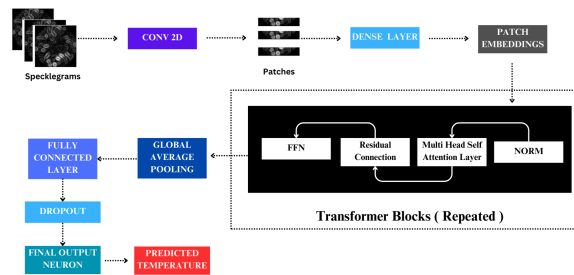 Specklegrams
CONV 2D
Patches
DENSE LAYER
PATCH
EMBEDDINGS
FFN
Residual
Connection
Multi Head Self
Attention Layer
NORM
Transformer Blocks ( Repeated )
GLOBAL
AVERAGE
POOLING
FULLY
CONNECTED
LAYER
DROPOUT
FINAL OUTPUT
NEURON
PREDICTED
TEMPERATURE